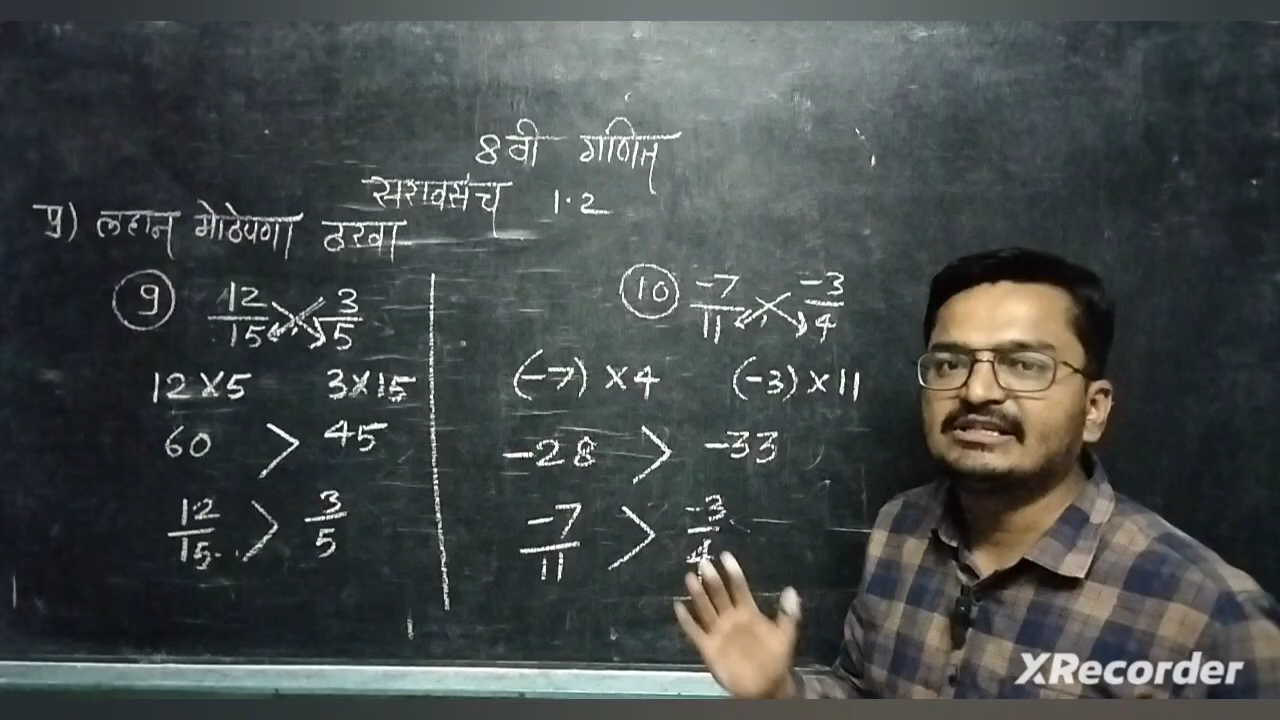 8वी गणित
सरावसंच 1.2
प्र) लहान मोठेपणा ठरवा
9 12/15 3/5
12×5 3×15
60 > 45
12/15 > 3/5
10 -7/11 -3/4
(-7)×4 (-3)×11
-28 > -33
-7/11 > -3/4
XRecorder